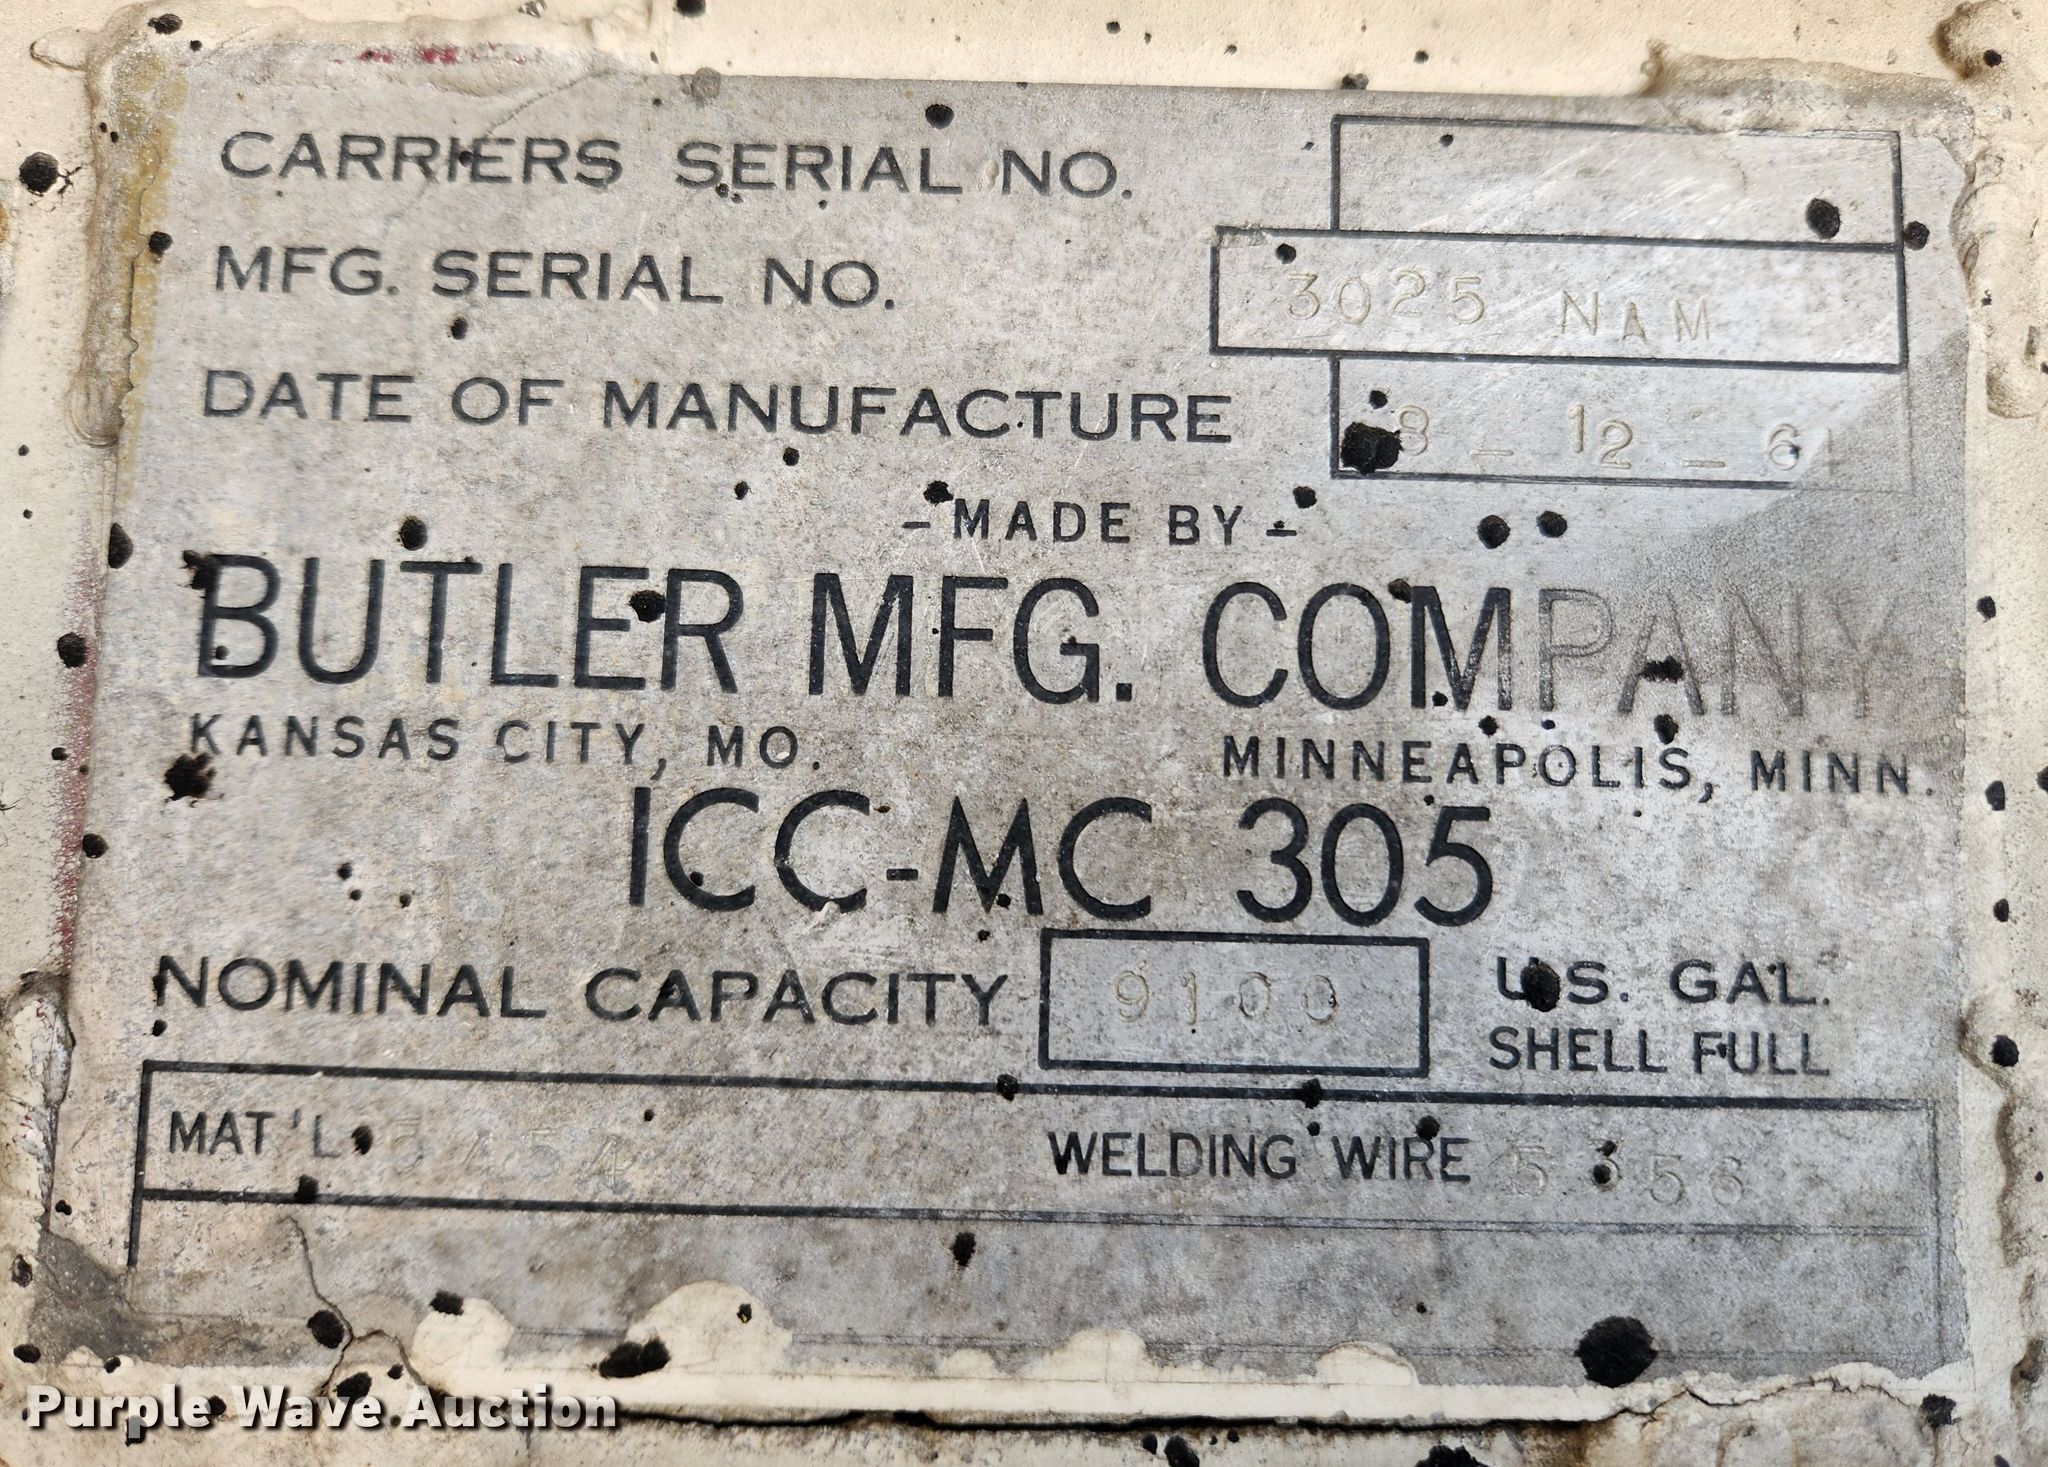 CARRIERS SERIAL NO.
MFG. SERIAL NO. 3025 NAM
DATE OF MANUFACTURE 8-12-61
-MADE BY-
BUTLER MFG. COMPANY
KANSAS CITY, MO. MINNEAPOLIS, MINN.
ICC-MC 305
NOMINAL CAPACITY 9100 U.S. GAL.
SHELL FULL
MAT'L. 5454 WELDING WIRE 5356
Purple Wave Auction